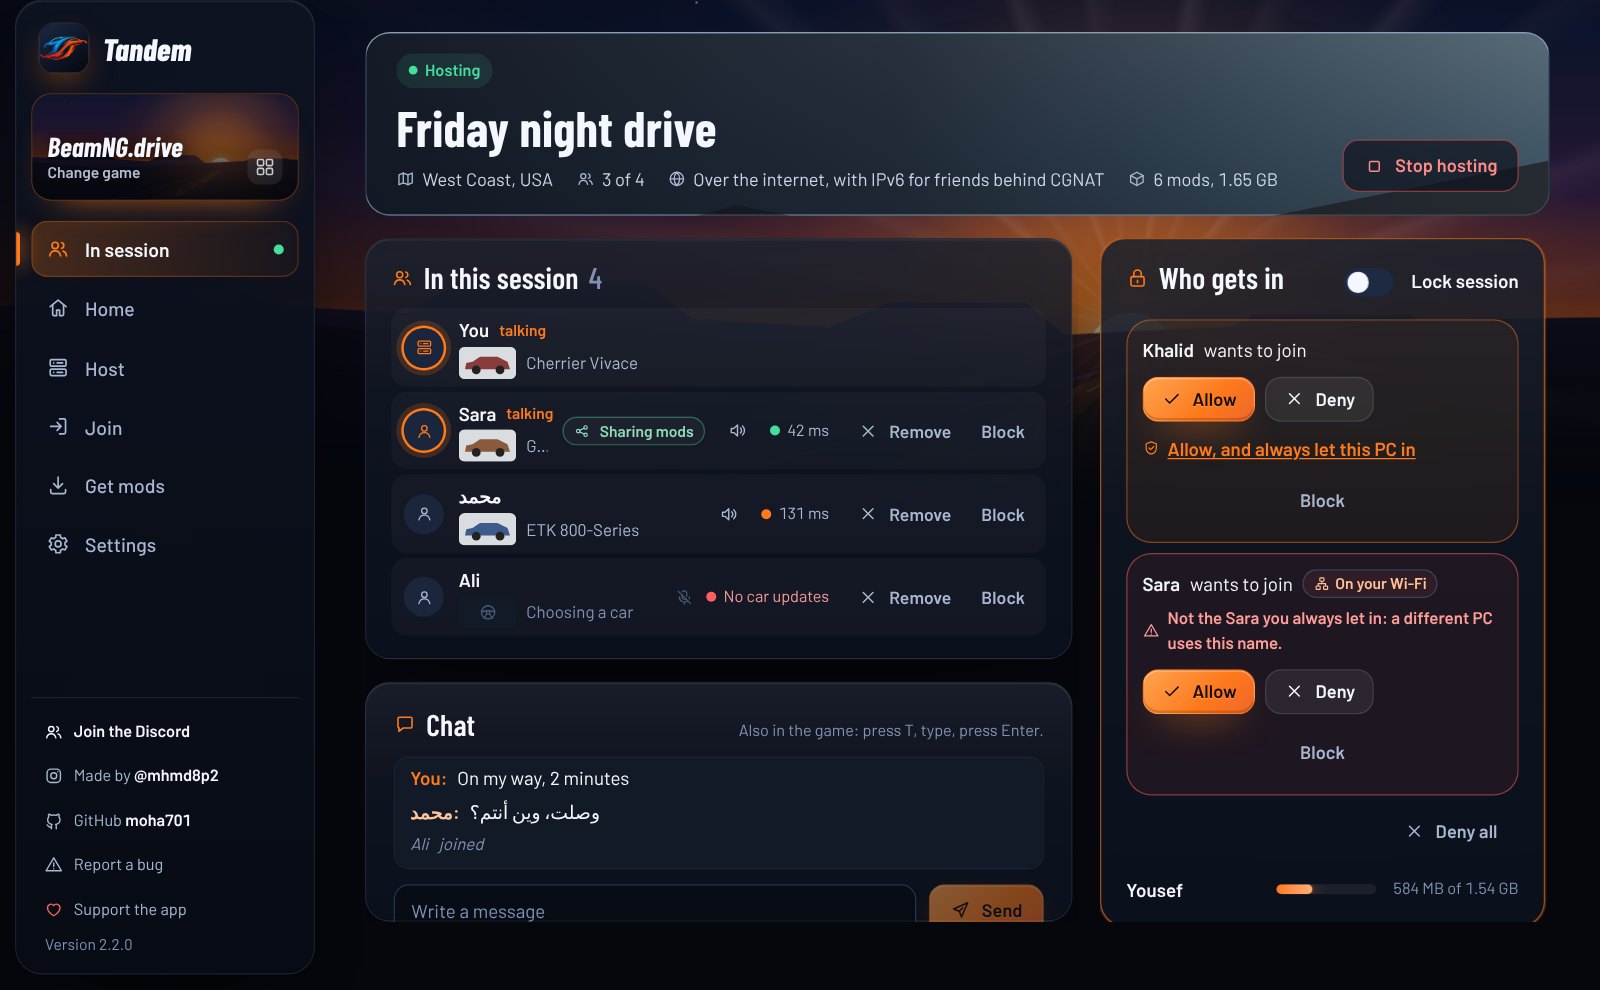 Tandem
BeamNG.drive
Change game
In session
Home
Host
Join
Get mods
Settings
Join the Discord
Made by @mhmd8p2
GitHub moha701
Report a bug
Support the app
Version 2.2.0
Hosting
Friday night drive
West Coast, USA 3 of 4 Over the internet, with IPv6 for friends behind CGNAT 6 mods, 1.65 GB
Stop hosting
In this session 4
You talking
Cherrier Vivace
Sara talking
G... Sharing mods 42 ms Remove Block
محمد
ETK 800-Series 131 ms Remove Block
Ali
Choosing a car No car updates Remove Block
Chat
Also in the game: press T, type, press Enter.
You: On my way, 2 minutes
محمد: وصلت، وين أنتم؟
Ali joined
Write a message
Send
Who gets in
Lock session
Khalid wants to join
Allow Deny
Allow, and always let this PC in
Block
Sara wants to join On your Wi-Fi
Not the Sara you always let in: a different PC
uses this name.
Allow Deny
Block
Deny all
Yousef 584 MB of 1.54 GB